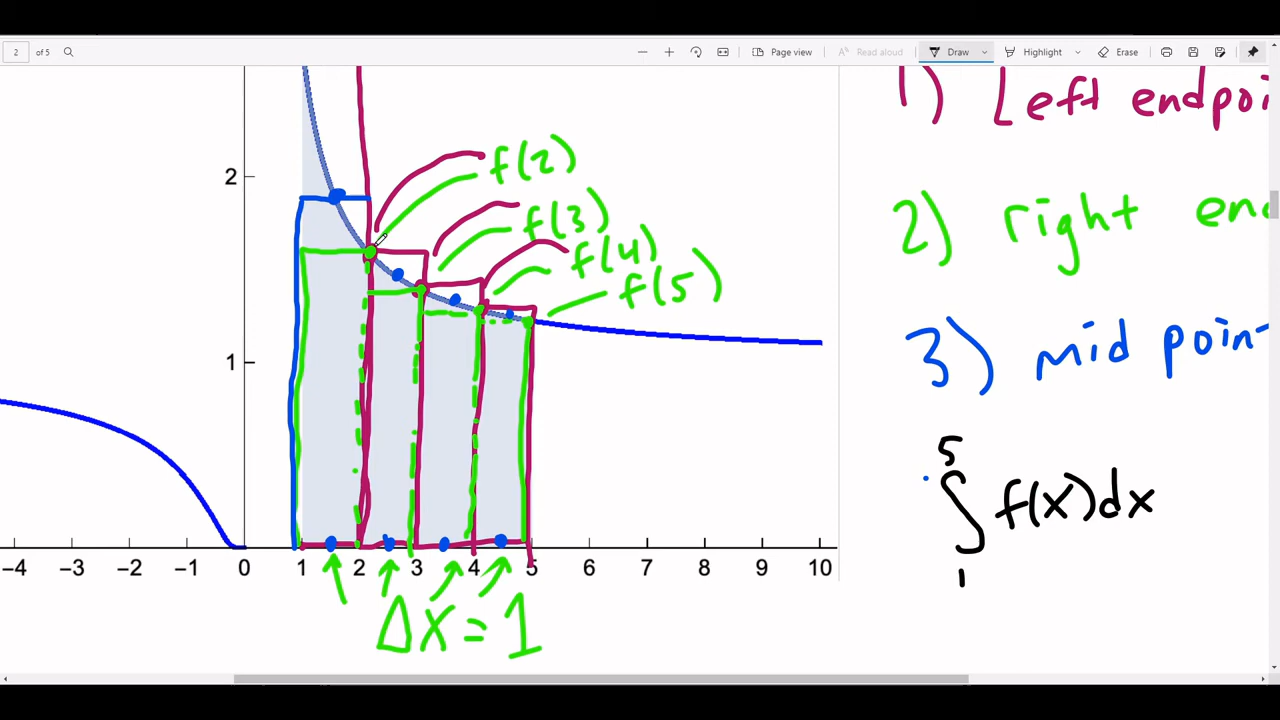 2 of 5 Page view Read aloud Draw Highlight Erase
1) Left endpoi
2) right end
3) mid poin
5
∫ f(x)dx
1
f(2)
f(3)
f(4)
f(5)
2
1
−4 −3 −2 −1 0 1 2 3 4 5 6 7 8 9 10
Δx=1